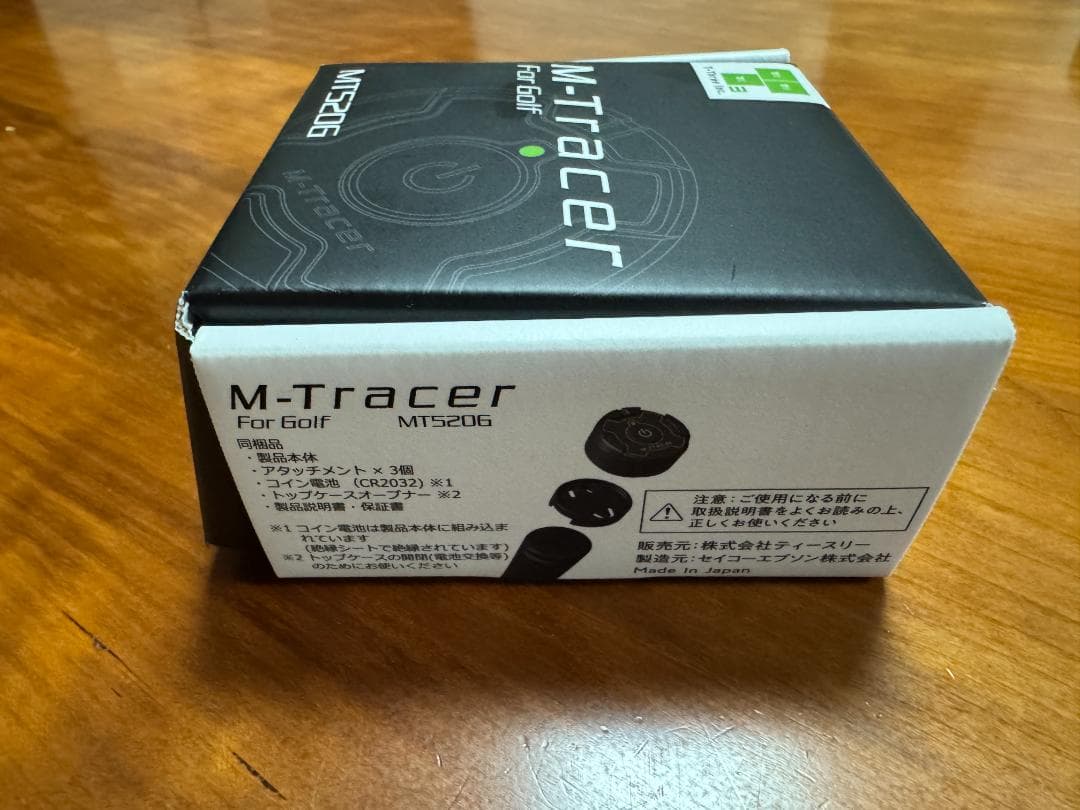 MT520G
M-Tracer
For Golf
M-Tracer
M-Tracer
For Golf MT520G
同梱品
・製品本体
・アタッチメント × 3個
・コイン電池 (CR2032) ※1
・トップケースオープナー ※2
・製品説明書・保証書
※1 コイン電池は製品本体に組み込ま
れています
(絶縁シートで絶縁されています)
※2 トップケースの開閉(電池交換等)
のためにお使いください
注意:ご使用になる前に
取扱説明書をよくお読みの上、
正しくお使いください
販売元:株式会社ティースリー
製造元:セイコーエプソン株式会社
Made In Japan